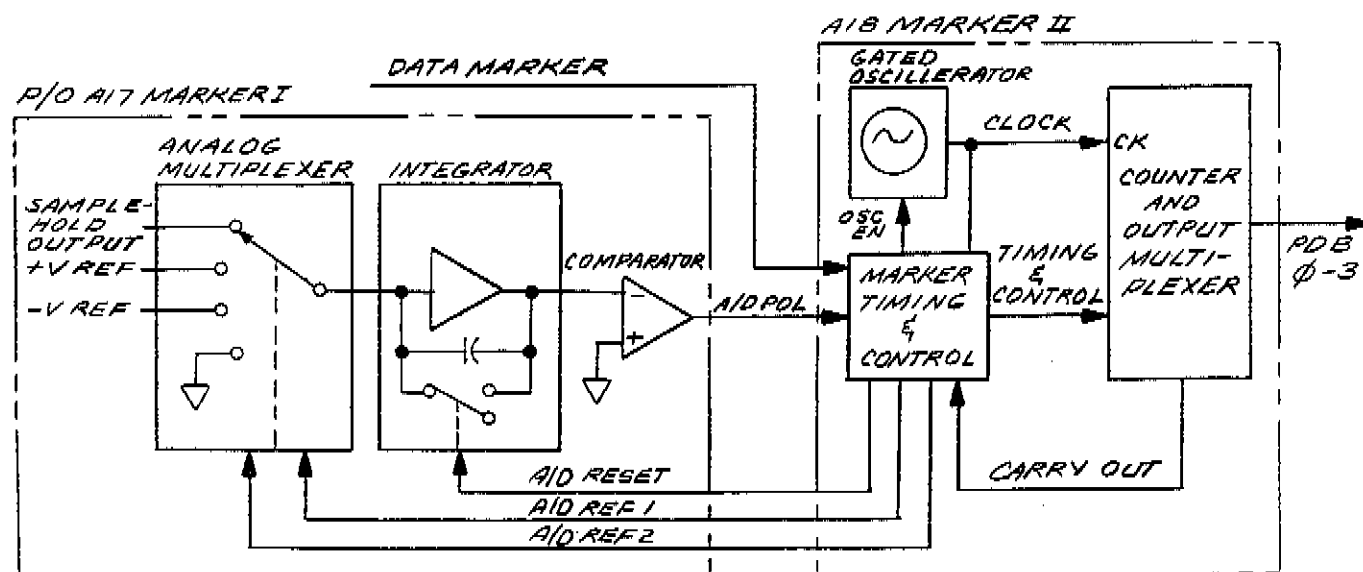 A18 MARKER II
GATED
OSCILLERATOR
DATA MARKER
P/O A17 MARKER I
CLOCK
ANALOG
MULTIPLEXER
INTEGRATOR
CK
COUNTER
AND
OUTPUT
MULTI-
PLEXER
SAMPLE-
HOLD
OUTPUT
+V REF
-V REF
OSC
EN
COMPARATOR
-
+
A/D POL
MARKER
TIMING
&
CONTROL
TIMING
&
CONTROL
PDB
Ø-3
CARRY OUT
A/D RESET
A/D REF 1
A/D REF 2